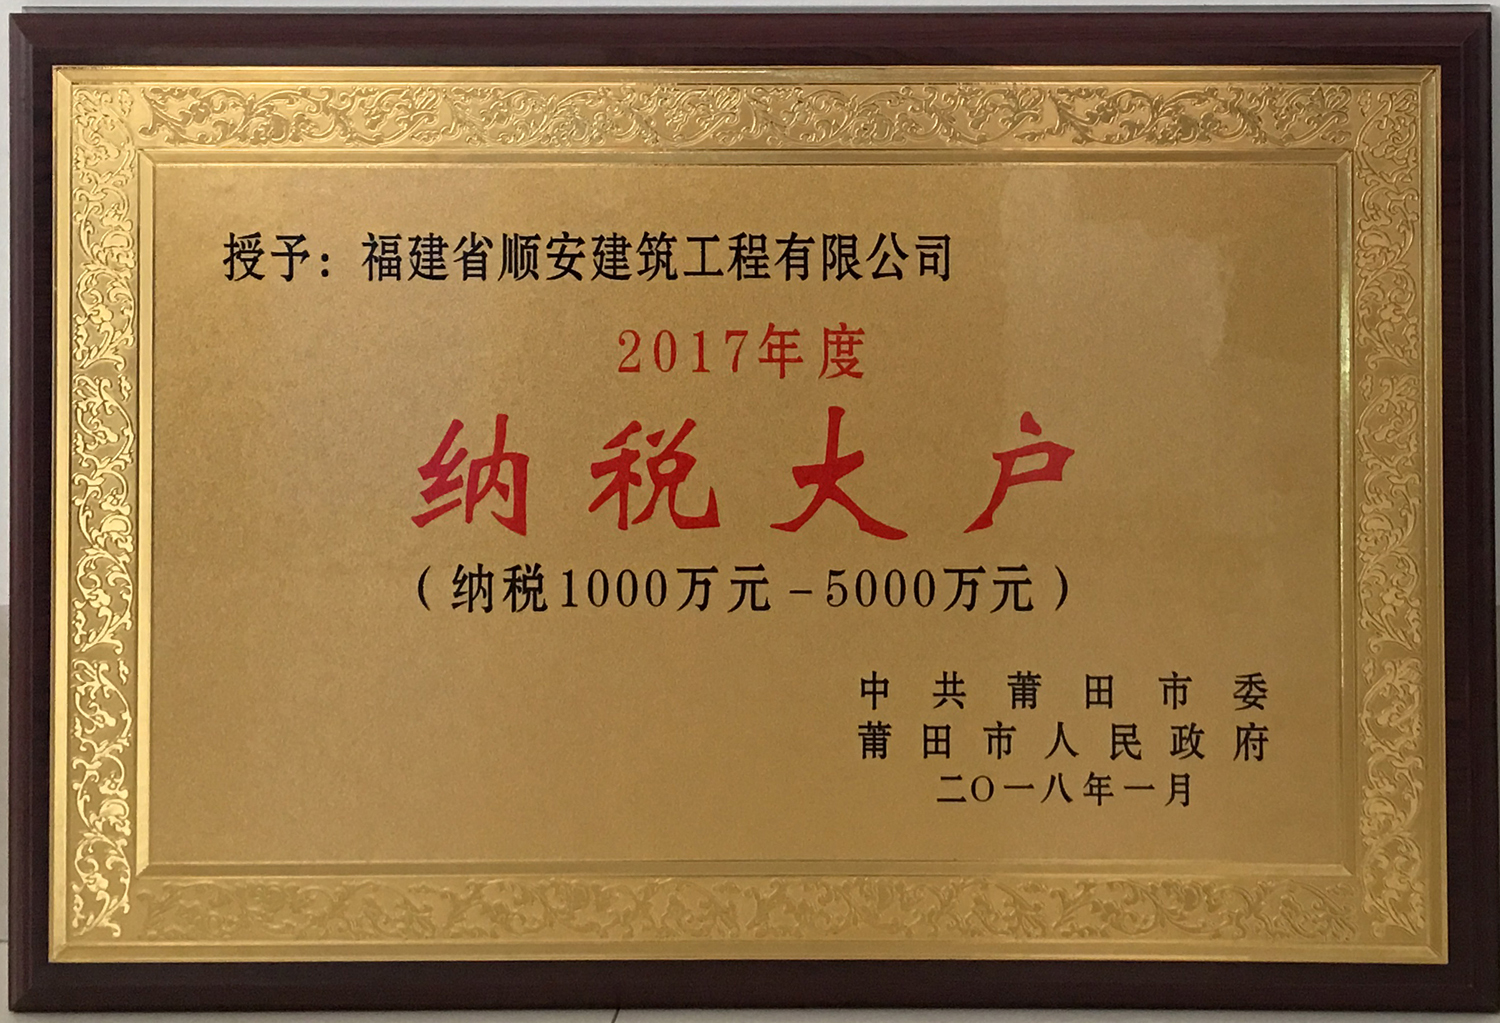 授予：福建省顺安建筑工程有限公司
2017年度
纳税大户
（纳税1000万元－5000万元）
中共莆田市委
莆田市人民政府
二〇一八年一月